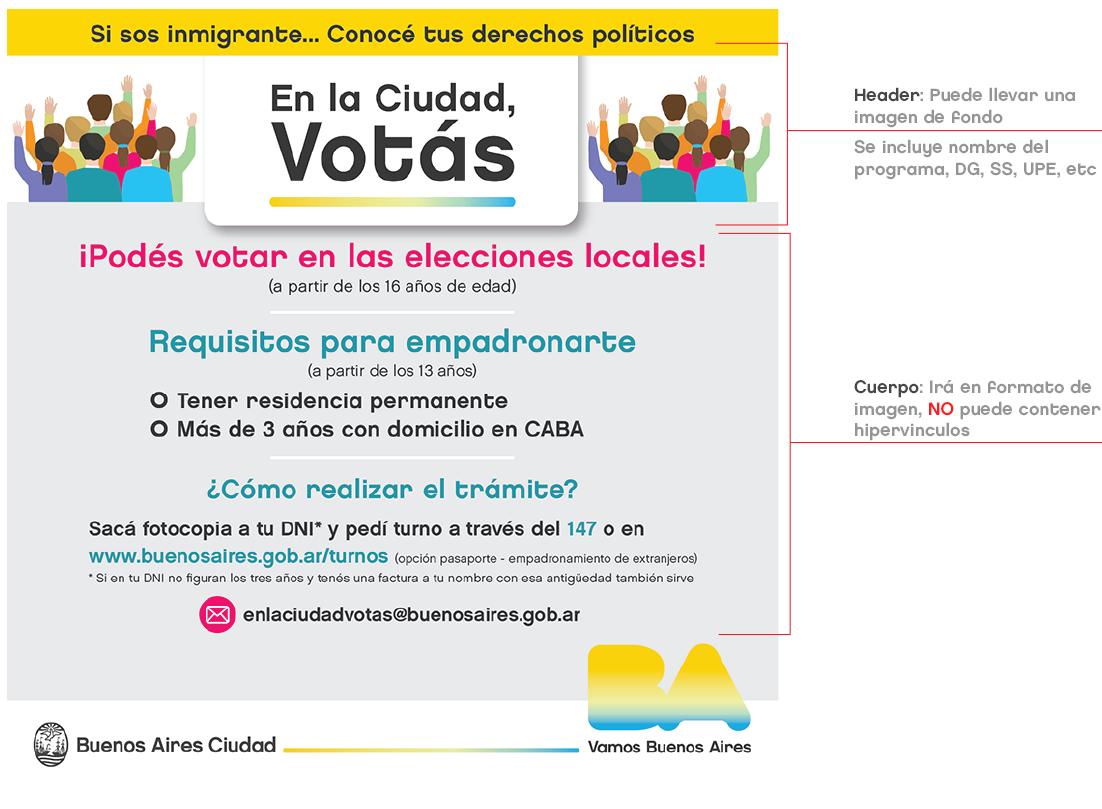 Si sos inmigrante... Conocé tus derechos políticos
En la Ciudad,
Votás
¡Podés votar en las elecciones locales!
(a partir de los 16 años de edad)
Requisitos para empadronarte
(a partir de los 13 años)
Tener residencia permanente
Más de 3 años con domicilio en CABA
¿Cómo realizar el trámite?
Sacá fotocopia a tu DNI* y pedí turno a través del 147 o en
www.buenosaires.gob.ar/turnos (opción pasaporte - empadronamiento de extranjeros)
* Si en tu DNI no figuran los tres años y tenés una factura a tu nombre con esa antigüedad también sirve
enlaciudadvotas@buenosaires.gob.ar
BA
Vamos Buenos Aires
Buenos Aires Ciudad
Header: Puede llevar una
imagen de fondo
Se incluye nombre del
programa, DG, SS, UPE, etc
Cuerpo: Irá en formato de
imagen, NO puede contener
hipervinculos